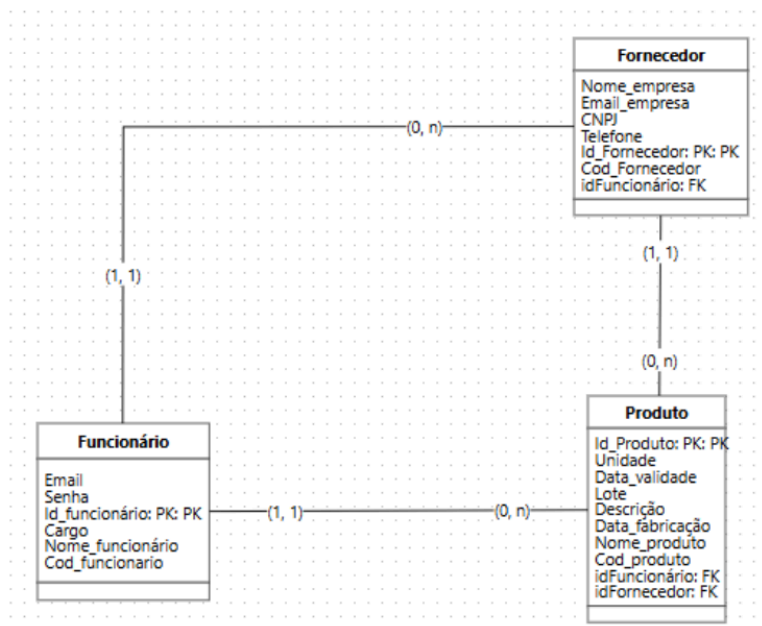 Fornecedor
Nome_empresa
Email_empresa
CNPJ
Telefone
Id_Fornecedor: PK: PK
Cod_Fornecedor
idFuncionário: FK
(0, n)
(1, 1)
(1, 1)
(0, n)
Funcionário
Email
Senha
Id_funcionário: PK: PK
Cargo
Nome_funcionário
Cod_funcionario
(1, 1)
(0, n)
Produto
Id_Produto: PK: PK
Unidade
Data_validade
Lote
Descrição
Data_fabricação
Nome_produto
Cod_produto
idFuncionário: FK
idFornecedor: FK